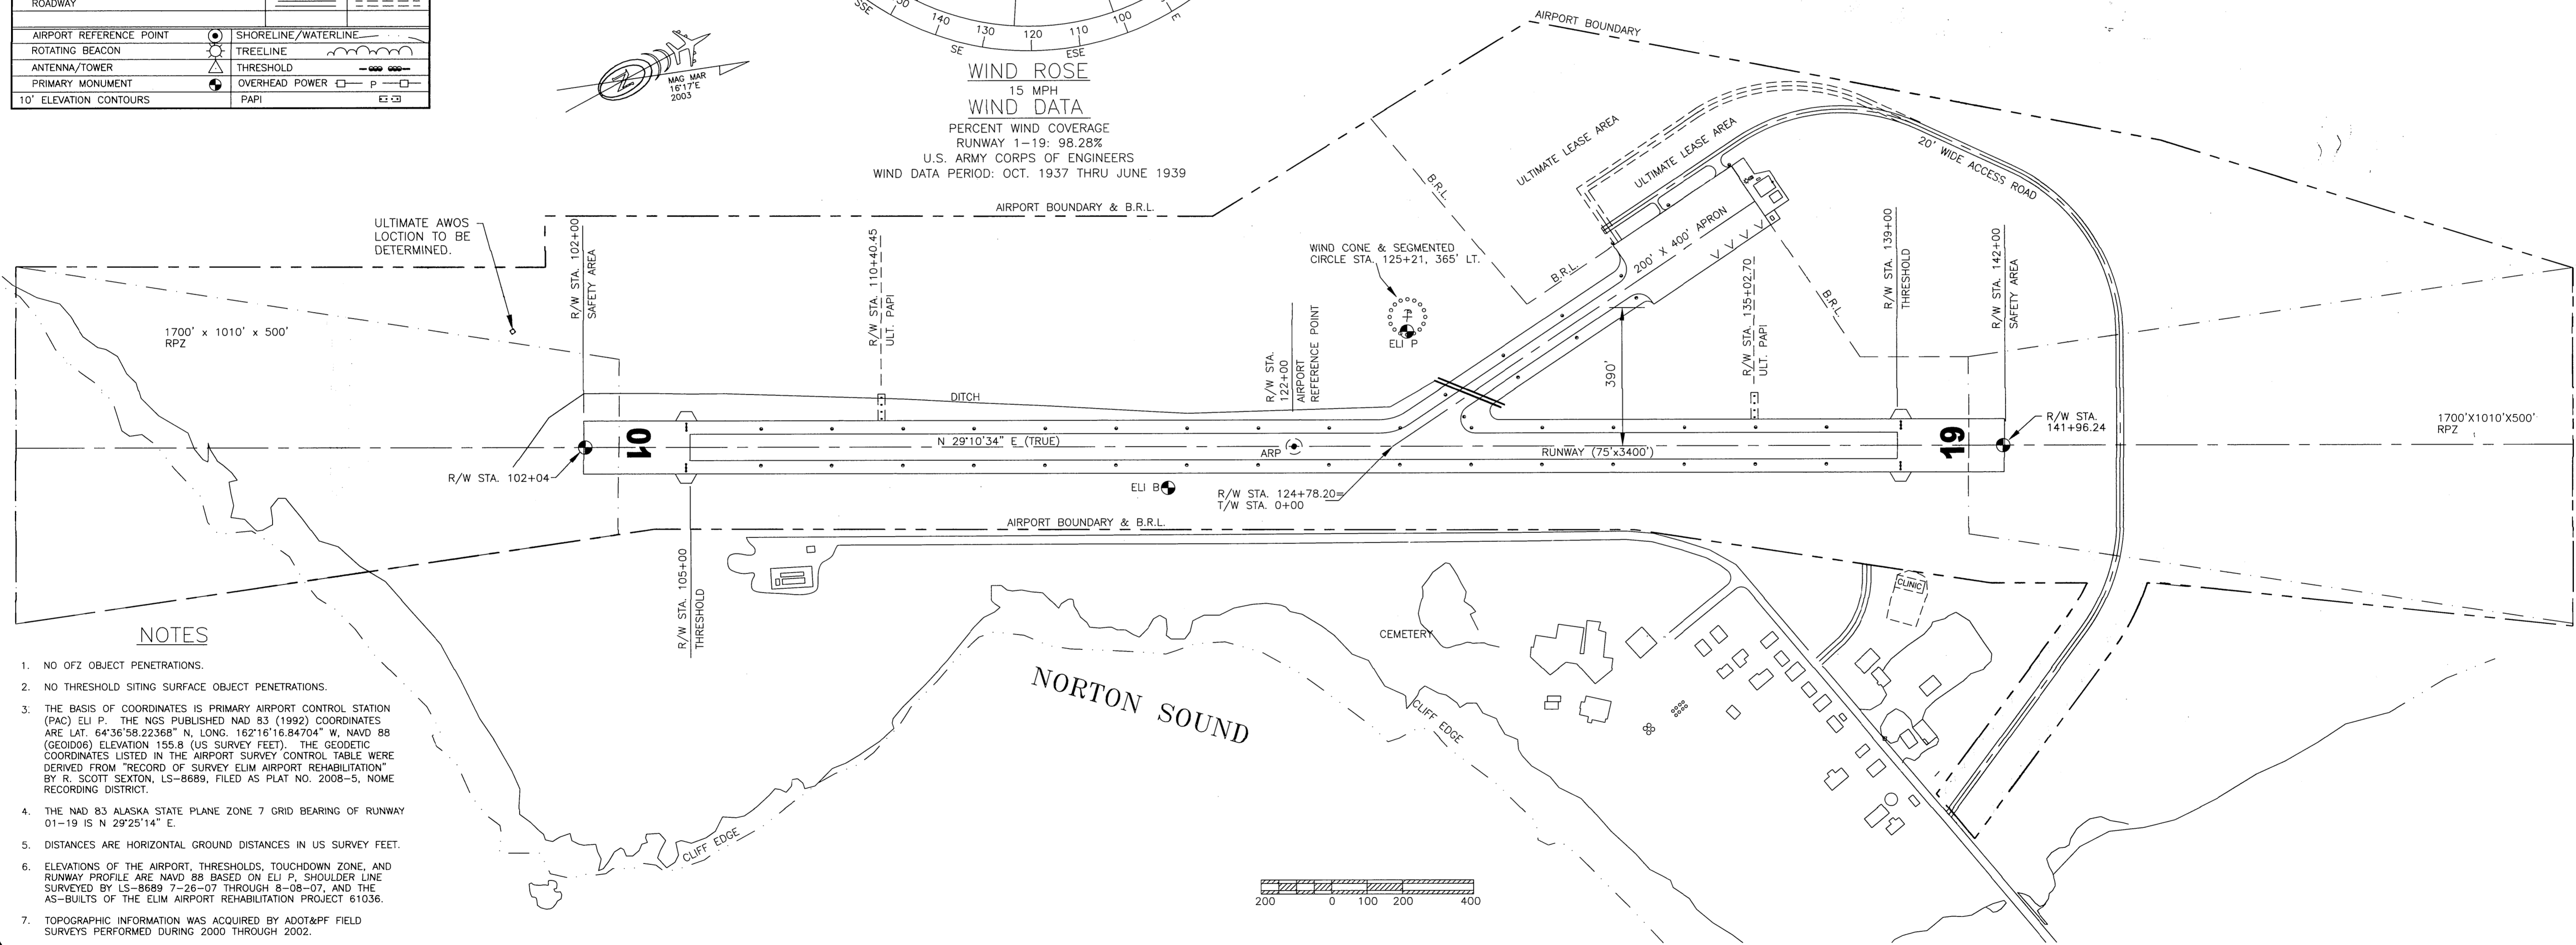 ROADWAY
AIRPORT REFERENCE POINT
SHORELINE/WATERLINE
ROTATING BEACON
TREELINE
ANTENNA/TOWER
THRESHOLD
PRIMARY MONUMENT
OVERHEAD POWER
P
10' ELEVATION CONTOURS
PAPI
MAG MAR
16°17'E
2003
SSE
140
130
SE
120
110
ESE
100
E
WIND ROSE
15 MPH
WIND DATA
PERCENT WIND COVERAGE
RUNWAY 1-19: 98.28%
U.S. ARMY CORPS OF ENGINEERS
WIND DATA PERIOD: OCT. 1937 THRU JUNE 1939
AIRPORT BOUNDARY
ULTIMATE LEASE AREA
ULTIMATE LEASE AREA
20' WIDE ACCESS ROAD
B.R.L.
200' X 400' APRON
B.R.L.
B.R.L.
AIRPORT BOUNDARY & B.R.L.
ULTIMATE AWOS
LOCTION TO BE
DETERMINED.
R/W STA. 102+00
SAFETY AREA
R/W STA. 110+40.45
ULT. PAPI
WIND CONE & SEGMENTED
CIRCLE STA. 125+21, 365' LT.
ELI P
R/W STA.
122+00
AIRPORT
REFERENCE POINT
390'
R/W STA. 135+02.70
ULT. PAPI
R/W STA. 139+00
THRESHOLD
R/W STA. 142+00
SAFETY AREA
1700' x 1010' x 500'
RPZ
DITCH
01
N 29°10'34" E (TRUE)
ARP
RUNWAY (75'x3400')
19
R/W STA.
141+96.24
1700'X1010'X500'
RPZ
R/W STA. 102+04
ELI B
R/W STA. 124+78.20=
T/W STA. 0+00
AIRPORT BOUNDARY & B.R.L.
R/W STA. 105+00
THRESHOLD
CLINIC
CEMETERY
NORTON SOUND
CLIFF EDGE
CLIFF EDGE
200 0 100 200 400
NOTES
1. NO OFZ OBJECT PENETRATIONS.
2. NO THRESHOLD SITING SURFACE OBJECT PENETRATIONS.
3. THE BASIS OF COORDINATES IS PRIMARY AIRPORT CONTROL STATION
(PAC) ELI P. THE NGS PUBLISHED NAD 83 (1992) COORDINATES
ARE LAT. 64°36'58.22368" N, LONG. 162°16'16.84704" W, NAVD 88
(GEOID06) ELEVATION 155.8 (US SURVEY FEET). THE GEODETIC
COORDINATES LISTED IN THE AIRPORT SURVEY CONTROL TABLE WERE
DERIVED FROM "RECORD OF SURVEY ELIM AIRPORT REHABILITATION"
BY R. SCOTT SEXTON, LS-8689, FILED AS PLAT NO. 2008-5, NOME
RECORDING DISTRICT.
4. THE NAD 83 ALASKA STATE PLANE ZONE 7 GRID BEARING OF RUNWAY
01-19 IS N 29°25'14" E.
5. DISTANCES ARE HORIZONTAL GROUND DISTANCES IN US SURVEY FEET.
6. ELEVATIONS OF THE AIRPORT, THRESHOLDS, TOUCHDOWN ZONE, AND
RUNWAY PROFILE ARE NAVD 88 BASED ON ELI P, SHOULDER LINE
SURVEYED BY LS-8689 7-26-07 THROUGH 8-08-07, AND THE
AS-BUILTS OF THE ELIM AIRPORT REHABILITATION PROJECT 61036.
7. TOPOGRAPHIC INFORMATION WAS ACQUIRED BY ADOT&PF FIELD
SURVEYS PERFORMED DURING 2000 THROUGH 2002.